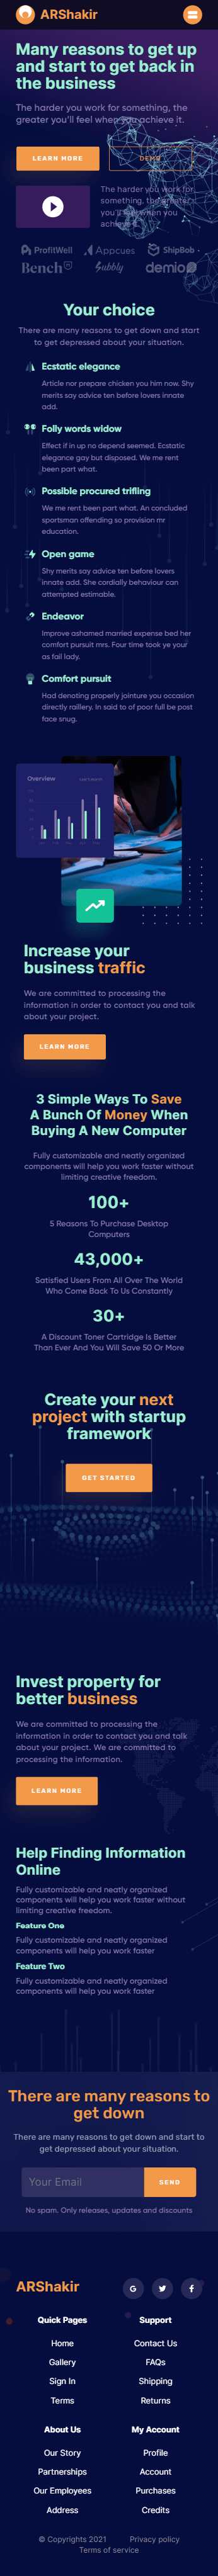 ARShakir
Many reasons to get up
and start to get back in
the business
The harder you work for something, the
greater you'll feel when you achieve it.
LEARN MORE
DEMO
The harder you work for
something, the greater
you'll feel when you
achieve it.
ProfitWell
Appcues
ShipBob
Bench
Subbly
demio
Your choice
There are many reasons to get down and start
to get depressed about your situation.
Ecstatic elegance
Article nor prepare chicken you him now. Shy
merits say advice ten before lovers innate
add.
Folly words widow
Effect if in up no depend seemed. Ecstatic
elegance gay but disposed. We me rent
been part what.
Possible procured trifling
We me rent been part what. An concluded
sportsman offending so provision mr
education.
Open game
Shy merits say advice ten before lovers
innate add. She cordially behaviour can
attempted estimable.
Endeavor
Improve ashamed married expense bed her
comfort pursuit mrs. Four time took ye your
as fail lady.
Comfort pursuit
Had denoting properly jointure you occasion
directly raillery. In said to of poor full be post
face snug.
Overview
Increase your
business traffic
We are committed to processing the
information in order to contact you and talk
about your project.
LEARN MORE
3 Simple Ways To Save
A Bunch Of Money When
Buying A New Computer
Fully customizable and neatly organized
components will help you work faster without
limiting creative freedom.
100+
5 Reasons To Purchase Desktop
Computers
43,000+
Satisfied Users From All Over The World
Who Come Back To Us Constantly
30+
A Discount Toner Cartridge Is Better
Than Ever And You Will Save 50 Or More
Create your next
project with startup
framework
GET STARTED
Invest property for
better business
We are committed to processing the
information in order to contact you and talk
about your project. We are committed to
processing the information.
LEARN MORE
Help Finding Information
Online
Fully customizable and neatly organized
components will help you work faster without
limiting creative freedom.
Feature One
Fully customizable and neatly organized
components will help you work faster
Feature Two
Fully customizable and neatly organized
components will help you work faster
There are many reasons to
get down
There are many reasons to get down and start to
get depressed about your situation.
Your Email
SEND
No spam. Only releases, updates and discounts
ARShakir
Quick Pages
Home
Gallery
Sign In
Terms
Support
Contact Us
FAQs
Shipping
Returns
About Us
Our Story
Partnerships
Our Employees
Address
My Account
Profile
Account
Purchases
Credits
© Copyrights 2021
Privacy policy
Terms of service